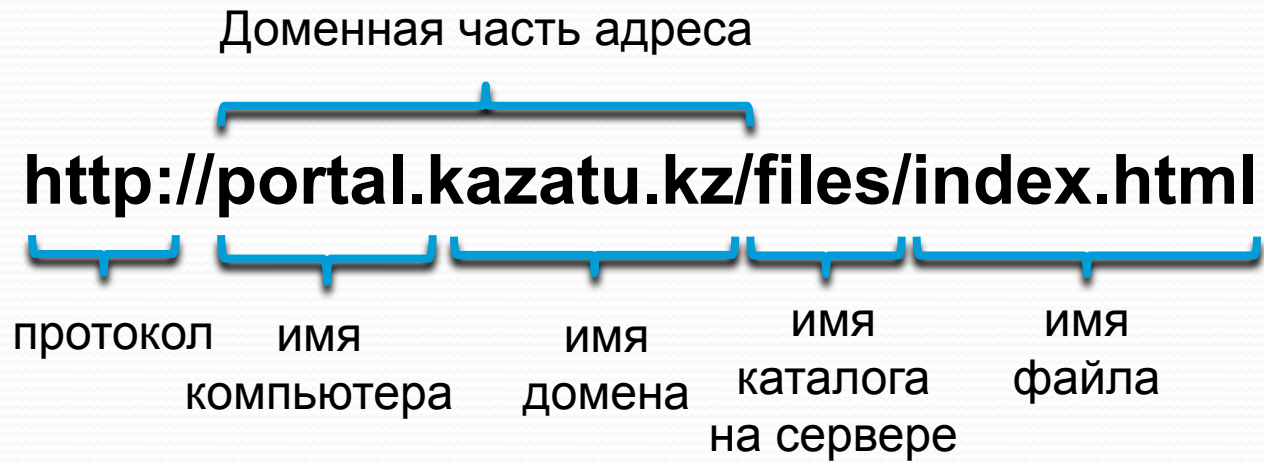 Доменная часть адреса
http://portal.kazatu.kz/files/index.html
протокол
имя
компьютера
имя
домена
имя
каталога
на сервере
имя
файла